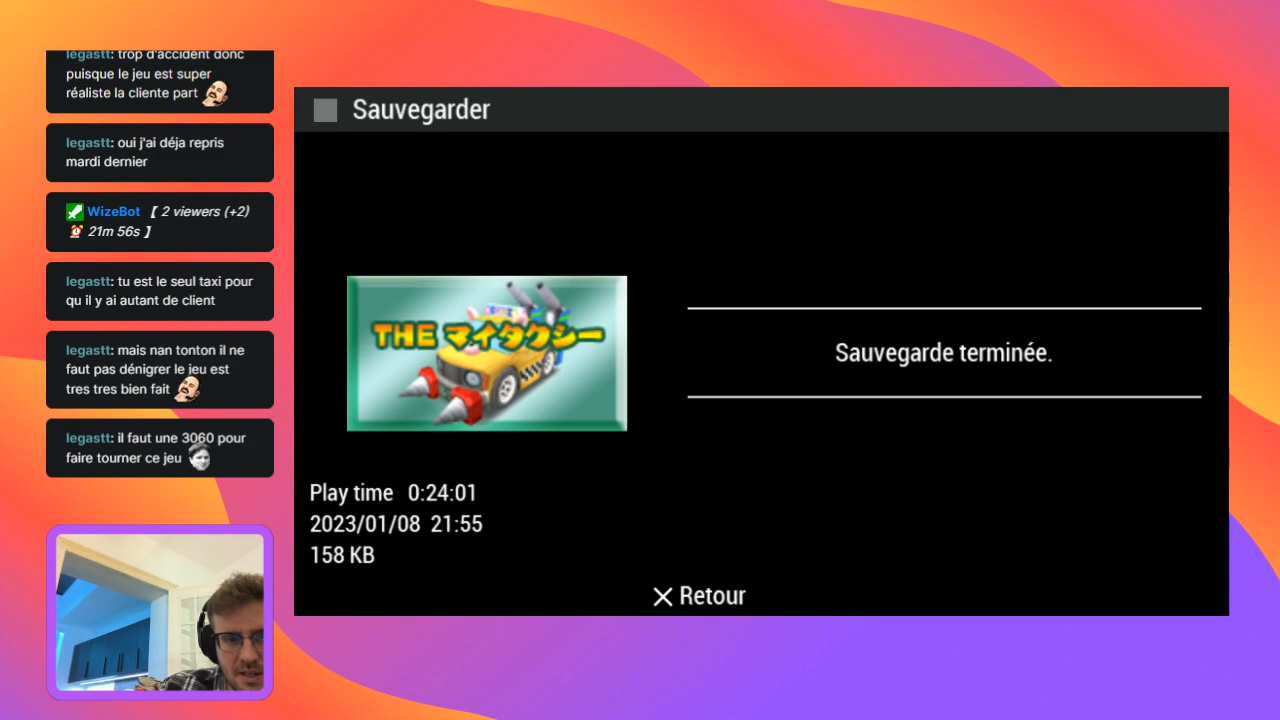 legastt: trop d'accident donc
puisque le jeu est super
réaliste la cliente part
legastt: oui j'ai déja repris
mardi dernier
WizeBot 【 2 viewers (+2)
21m 56s 】
legastt: tu est le seul taxi pour
qu il y ai autant de client
legastt: mais nan tonton il ne
faut pas dénigrer le jeu est
tres tres bien fait
legastt: il faut une 3060 pour
faire tourner ce jeu
Sauvegarder
THE マイタクシー
Sauvegarde terminée.
Play time 0:24:01
2023/01/08 21:55
158 KB
Retour